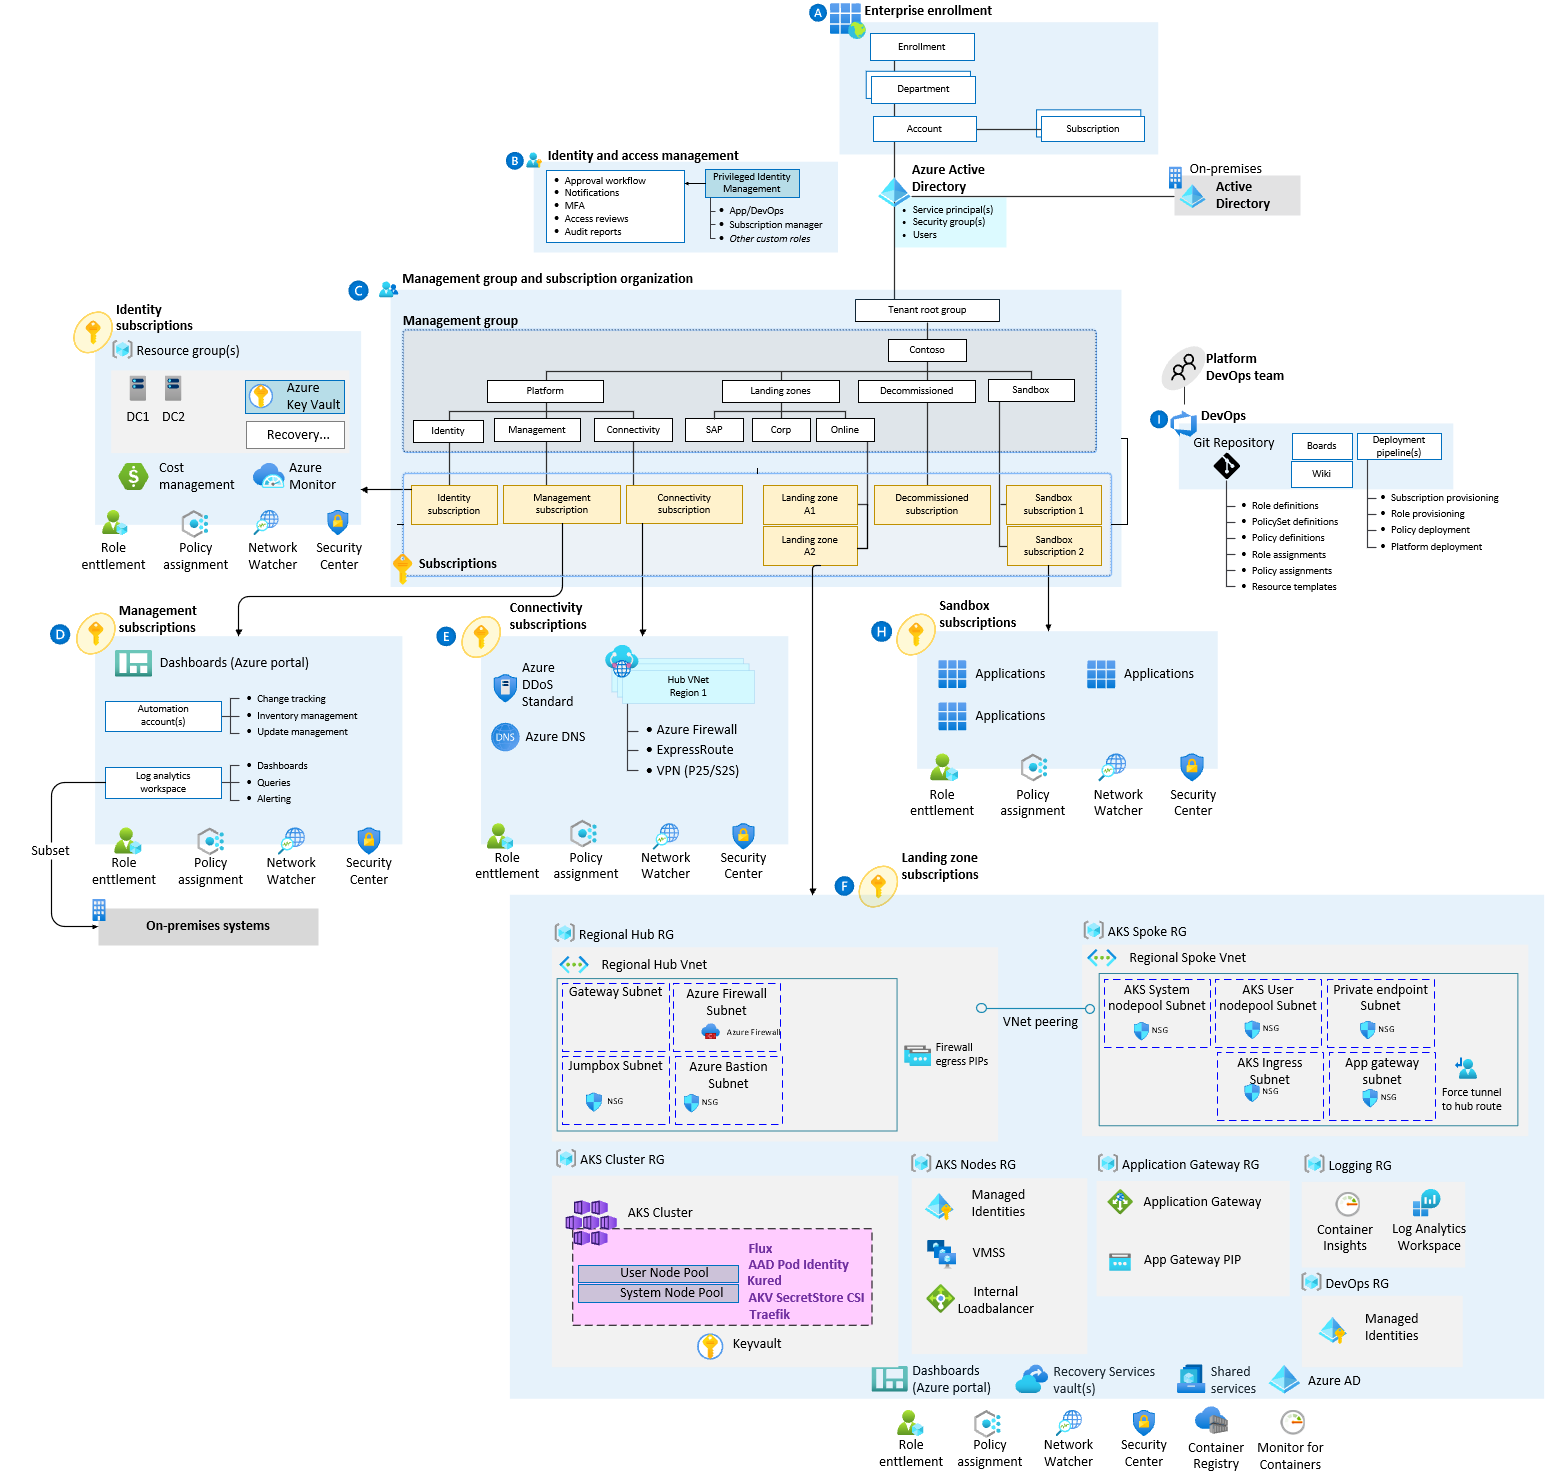 A
Enterprise enrollment
Enrollment
Department
Account
Subscription
B
Identity and access management
• Approval workflow
• Notifications
• MFA
• Access reviews
• Audit reports
Privileged Identity
Management
• App/DevOps
• Subscription manager
• Other custom roles
Azure Active
Directory
• Service principal(s)
• Security group(s)
• Users
On-premises
Active
Directory
C
Management group and subscription organization
Tenant root group
Management group
Contoso
Platform
Landing zones
Decommissioned
Sandbox
Identity
Management
Connectivity
SAP
Corp
Online
Identity
subscription
Management
subscription
Connectivity
subscription
Landing zone
A1
Decommissioned
subscription
Sandbox
subscription 1
Landing zone
A2
Sandbox
subscription 2
Subscriptions
Identity
subscriptions
Resource group(s)
DC1
DC2
Azure
Key Vault
Recovery...
Cost
management
Azure
Monitor
Role
enttlement
Policy
assignment
Network
Watcher
Security
Center
Platform
DevOps team
I
DevOps
Git Repository
Boards
Wiki
Deployment
pipeline(s)
• Role definitions
• PolicySet definitions
• Policy definitions
• Role assignments
• Policy assignments
• Resource templates
• Subscription provisioning
• Role provisioning
• Policy deployment
• Platform deployment
D
Management
subscriptions
Dashboards (Azure portal)
Automation
account(s)
• Change tracking
• Inventory management
• Update management
Log analytics
workspace
• Dashboards
• Queries
• Alerting
Subset
Role
enttlement
Policy
assignment
Network
Watcher
Security
Center
On-premises systems
E
Connectivity
subscriptions
Azure
DDoS
Standard
DNS
Azure DNS
Hub VNet
Region 1
• Azure Firewall
• ExpressRoute
• VPN (P25/S2S)
Role
enttlement
Policy
assignment
Network
Watcher
Security
Center
H
Sandbox
subscriptions
Applications
Applications
Applications
Role
enttlement
Policy
assignment
Network
Watcher
Security
Center
F
Landing zone
subscriptions
Regional Hub RG
Regional Hub Vnet
Gateway Subnet
Azure Firewall
Subnet
Azure Firewall
Jumpbox Subnet
NSG
Azure Bastion
Subnet
NSG
Firewall
egress PIPs
VNet peering
AKS Spoke RG
Regional Spoke Vnet
AKS System
nodepool Subnet
NSG
AKS User
nodepool Subnet
NSG
Private endpoint
Subnet
NSG
AKS Ingress
Subnet
NSG
App gateway
subnet
NSG
Force tunnel
to hub route
AKS Cluster RG
AKS Cluster
User Node Pool
System Node Pool
Flux
AAD Pod Identity
Kured
AKV SecretStore CSI
Traefik
Keyvault
AKS Nodes RG
Managed
Identities
VMSS
Internal
Loadbalancer
Application Gateway RG
Application Gateway
App Gateway PIP
Logging RG
Container
Insights
Log Analytics
Workspace
DevOps RG
Managed
Identities
Dashboards
(Azure portal)
Recovery Services
vault(s)
Shared
services
Azure AD
Role
enttlement
Policy
assignment
Network
Watcher
Security
Center
Container
Registry
Monitor for
Containers